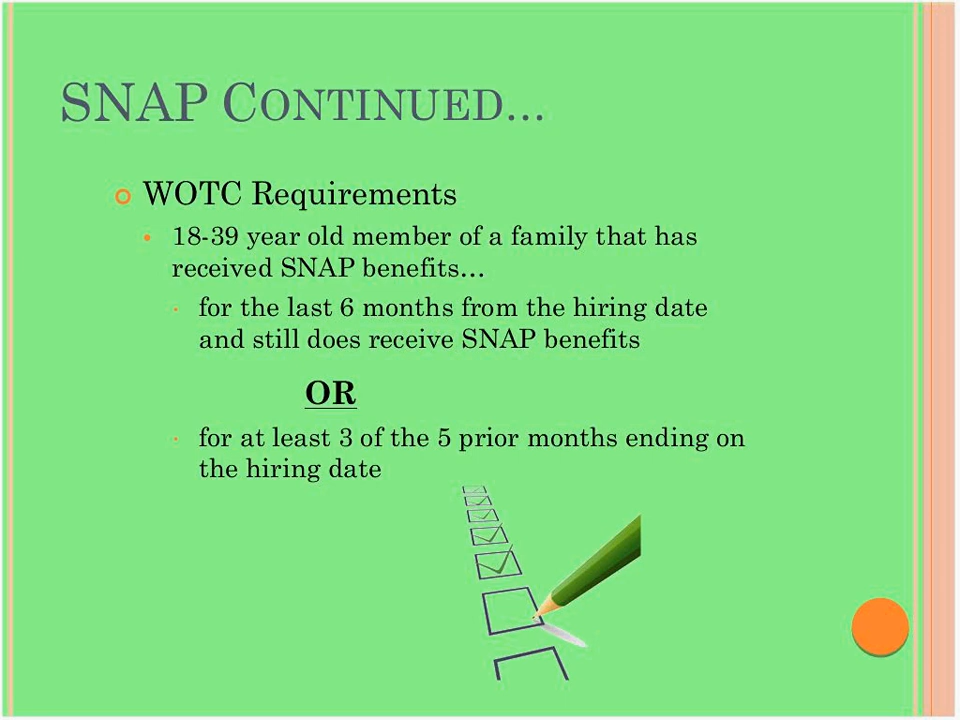 SNAP CONTINUED...
WOTC Requirements
18-39 year old member of a family that has
received SNAP benefits…
for the last 6 months from the hiring date
and still does receive SNAP benefits
OR
for at least 3 of the 5 prior months ending on
the hiring date